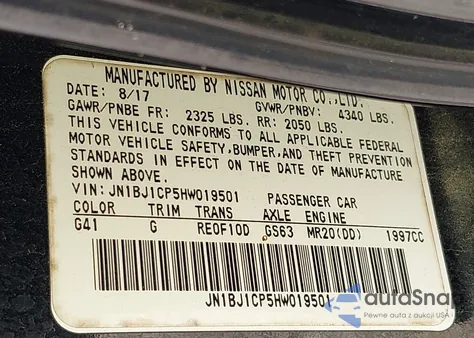 MANUFACTURED BY NISSAN MOTOR CO.,LTD.
DATE: 8/17 GVWR/PNBV: 4340 LBS.
GAWR/PNBE FR: 2325 LBS. RR: 2050 LBS.
THIS VEHICLE CONFORMS TO ALL APPLICABLE FEDERAL
MOTOR VEHICLE SAFETY,BUMPER,AND THEFT PREVENTION
STANDARDS IN EFFECT ON THE DATE OF MANUFACTURE
SHOWN ABOVE.
VIN: JN1BJ1CP5HW019501 PASSENGER CAR
COLOR TRIM TRANS AXLE ENGINE
G41 G RE0F10D GS63 MR20(DD) 1997CC
JN1BJ1CP5HW019501
autoSnap
Pewne auta z aukcji USA